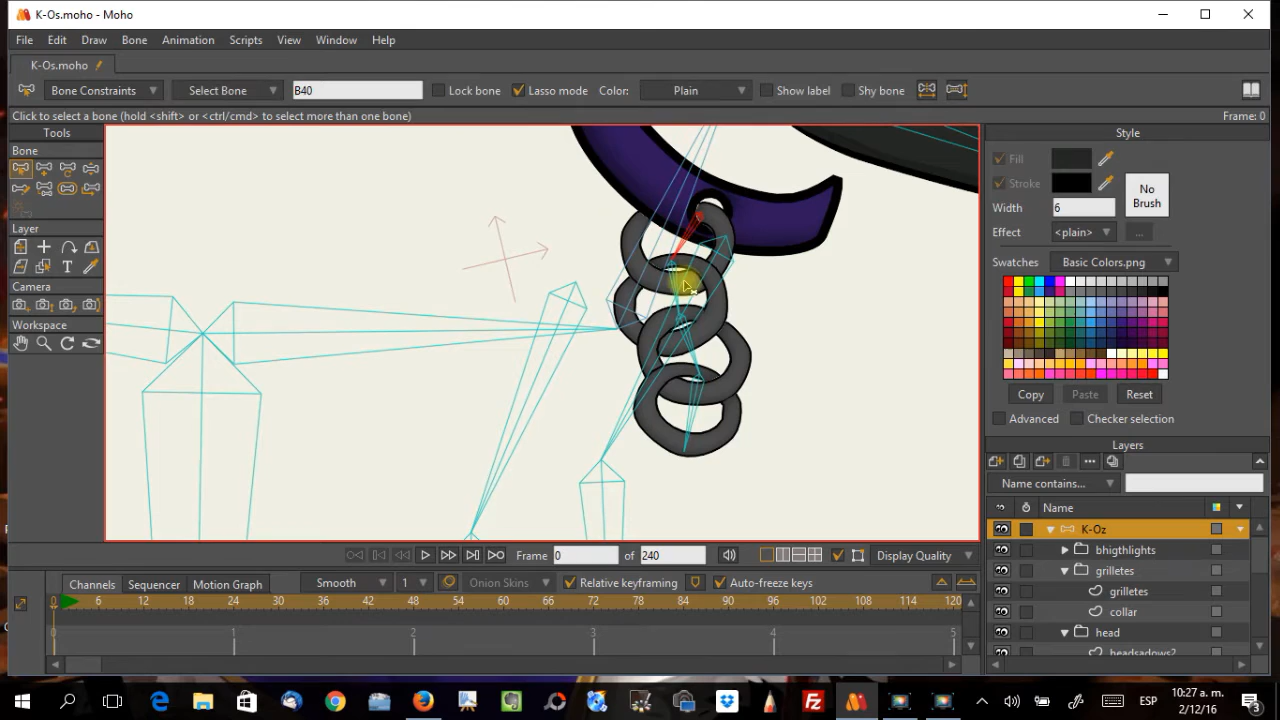 K-Os.moho - Moho
File Edit Draw Bone Animation Scripts View Window Help
K-Os.moho
Bone Constraints Select Bone B40 Lock bone Lasso mode Color: Plain Show label Shy bone
Click to select a bone (hold <shift> or <ctrl/cmd> to select more than one bone) Frame: 0
Tools Style
Bone
Fill
Stroke
No
Brush
Width 6
Layer
Effect <plain> ...
Swatches Basic Colors.png
T
Camera
Workspace
Copy Paste Reset
Advanced Checker selection
Layers
Name contains...
Name
K-Oz
bhigthlights
Frame 0 of 240 Display Quality
grilletes
Channels Sequencer Motion Graph Smooth 1 Onion Skins Relative keyframing Auto-freeze keys
grilletes
0 6 12 18 24 30 36 42 48 54 60 66 72 78 84 90 96 102 108 114 120
collar
0 1 2 3 4 5
head
headsadows2
ESP 10:27 a. m.
2/12/16
3